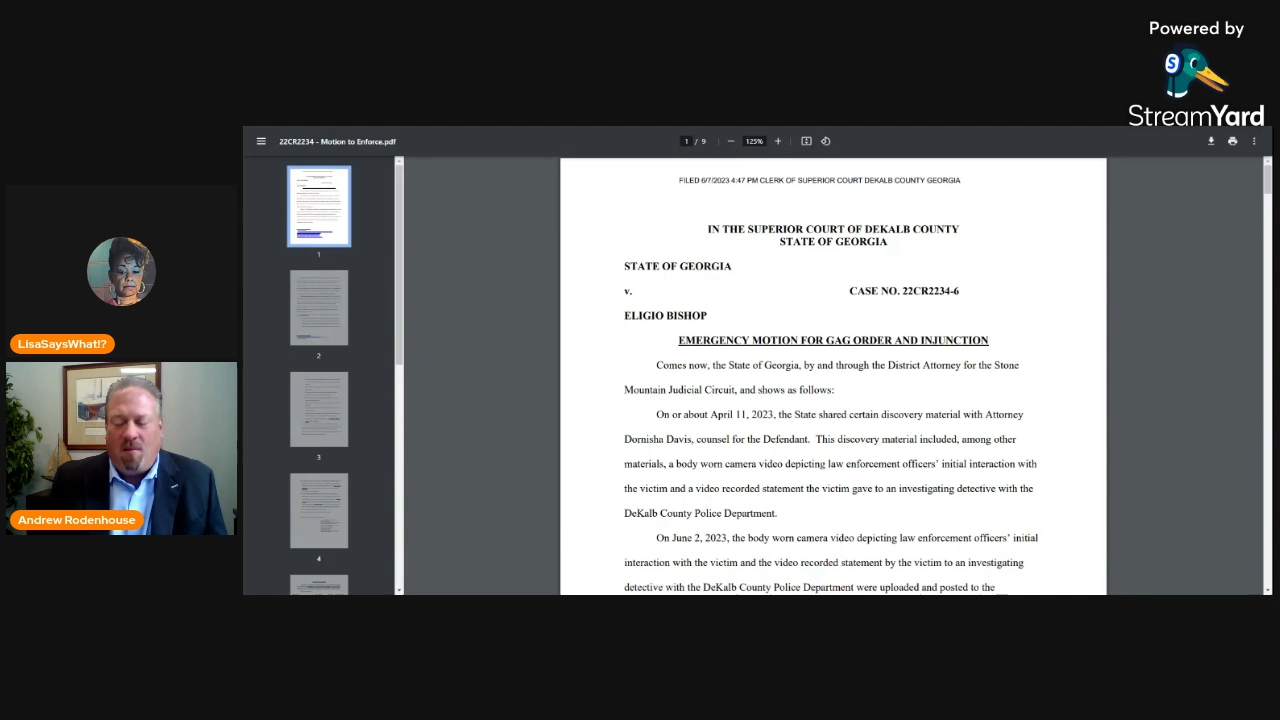 Powered by
StreamYard
22CR2234 - Motion to Enforce.pdf
1 / 9
125%
1
2
3
4
FILED 6/7/2023 4:47 PM CLERK OF SUPERIOR COURT DEKALB COUNTY GEORGIA
IN THE SUPERIOR COURT OF DEKALB COUNTY
STATE OF GEORGIA
STATE OF GEORGIA
v. CASE NO. 22CR2234-6
ELIGIO BISHOP
EMERGENCY MOTION FOR GAG ORDER AND INJUNCTION
Comes now, the State of Georgia, by and through the District Attorney for the Stone
Mountain Judicial Circuit, and shows as follows:
On or about April 11, 2023, the State shared certain discovery material with Attorney
Dornisha Davis, counsel for the Defendant. This discovery material included, among other
materials, a body worn camera video depicting law enforcement officers’ initial interaction with
the victim and a video recorded statement the victim gave to an investigating detective with the
DeKalb County Police Department.
On June 2, 2023, the body worn camera video depicting law enforcement officers’ initial
interaction with the victim and the video recorded statement by the victim to an investigating
detective with the DeKalb County Police Department were uploaded and posted to the
LisaSaysWhat!?
Andrew Rodenhouse